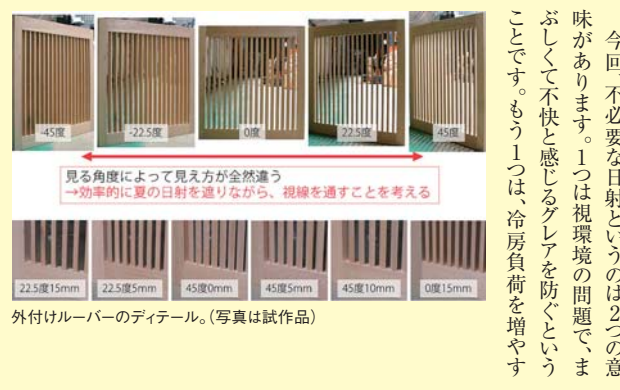 -45度
-22.5度
0度
22.5度
45度
見る角度によって見え方が全然違う
→効率的に夏の日射を遮りながら、視線を通すことを考える
22.5度15mm
22.5度5mm
45度0mm
45度5mm
45度10mm
0度15mm
外付けルーバーのディテール。(写真は試作品)
今回、不必要な日射というのは2つの意
味があります。1つは視環境の問題で、ま
ぶしくて不快と感じるグレアを防ぐという
ことです。もう1つは、冷房負荷を増やす